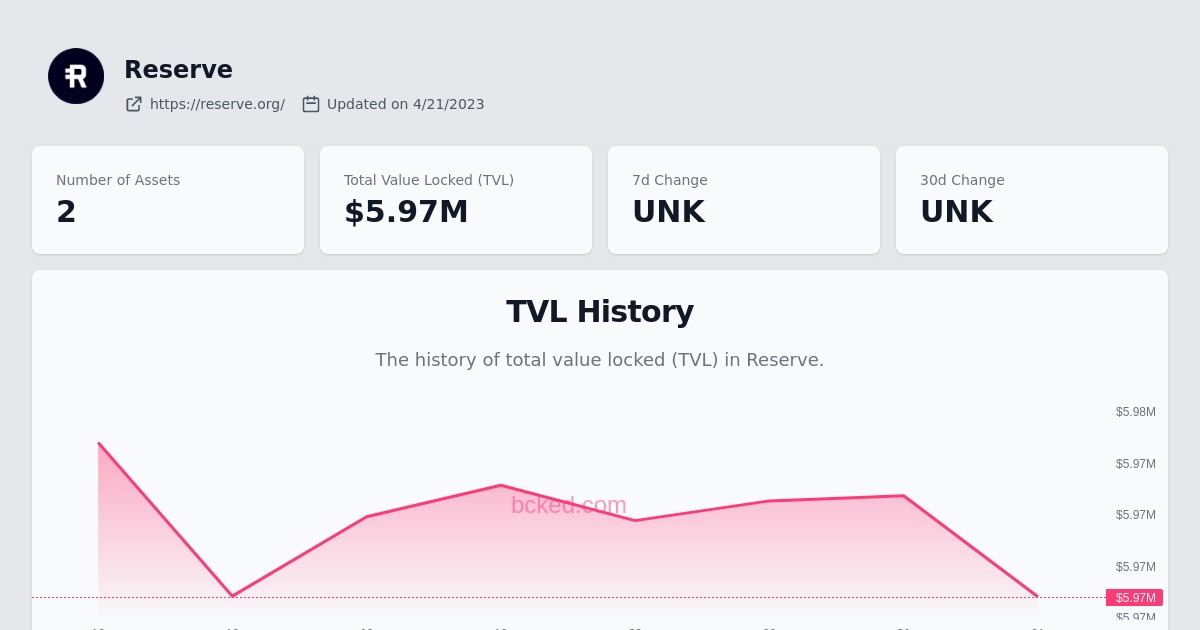 Reserve
https://reserve.org/ Updated on 4/21/2023
Number of Assets
2
Total Value Locked (TVL)
$5.97M
7d Change
UNK
30d Change
UNK
TVL History
The history of total value locked (TVL) in Reserve.
$5.98M
$5.97M
bcked.com
$5.97M
$5.97M
$5.97M
$5.97M